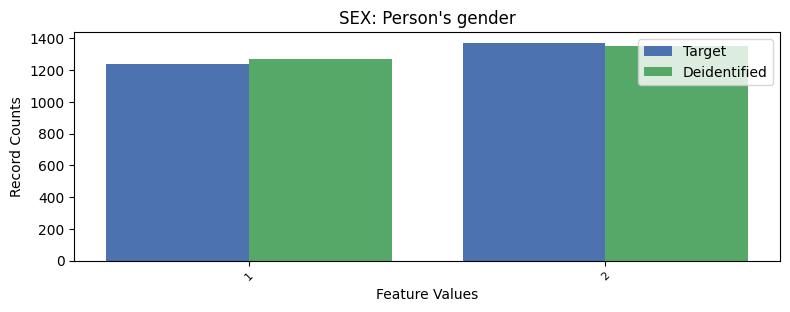 SEX: Person's gender
Target
Deidentified
Record Counts
1400
1200
1000
800
600
400
200
0
1
2
Feature Values